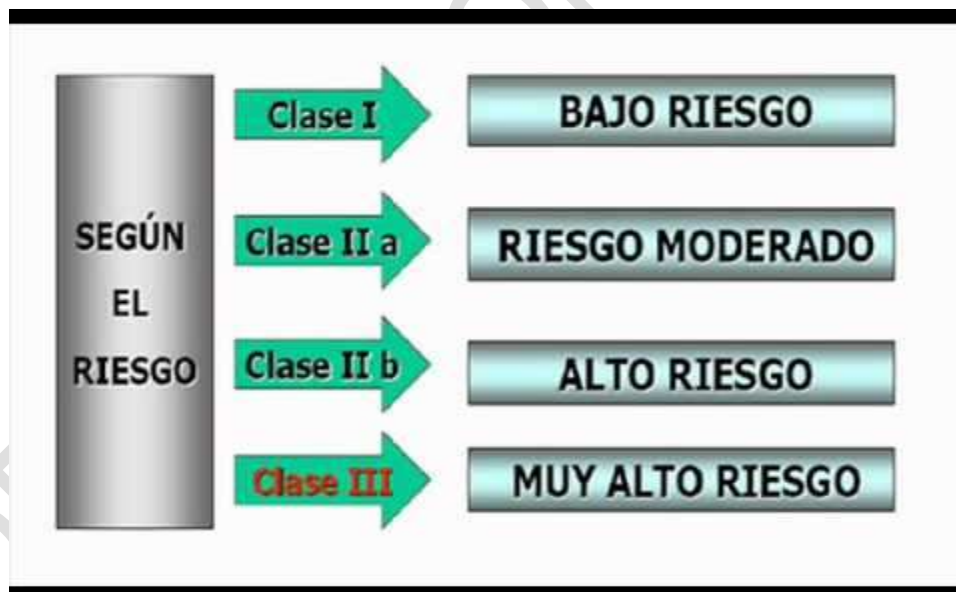 SEGÚN
EL
RIESGO
Clase I
BAJO RIESGO
Clase II a
RIESGO MODERADO
Clase II b
ALTO RIESGO
Clase III
MUY ALTO RIESGO